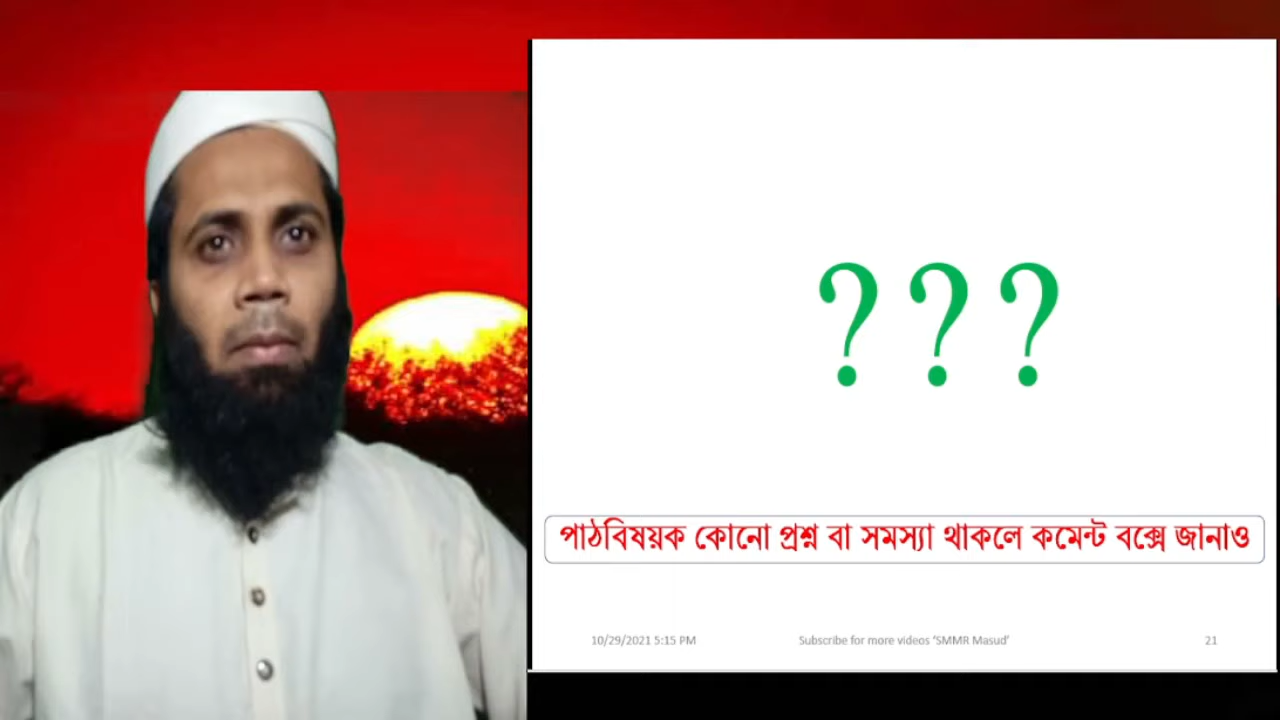 ? ? ?
পাঠবিষয়ক কোনো প্রশ্ন বা সমস্যা থাকলে কমেন্ট বক্সে জানাও
10/29/2021 5:15 PM Subscribe for more videos ‘SMMR Masud’ 21